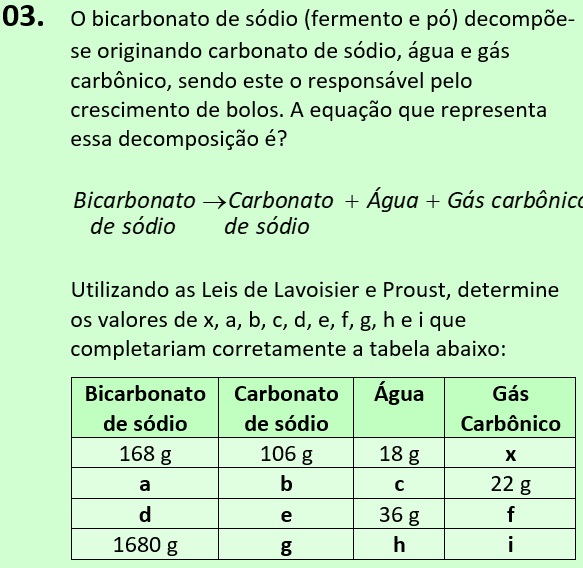 03. O bicarbonato de sódio (fermento e pó) decompõe-
se originando carbonato de sódio, água e gás
carbônico, sendo este o responsável pelo
crescimento de bolos. A equação que representa
essa decomposição é?
Bicarbonato → Carbonato + Água + Gás carbônic
de sódio de sódio
Utilizando as Leis de Lavoisier e Proust, determine
os valores de x, a, b, c, d, e, f, g, h e i que
completariam corretamente a tabela abaixo:
Bicarbonato Carbonato Água Gás
de sódio de sódio Carbônico
168 g 106 g 18 g x
a b c 22 g
d e 36 g f
1680 g g h i